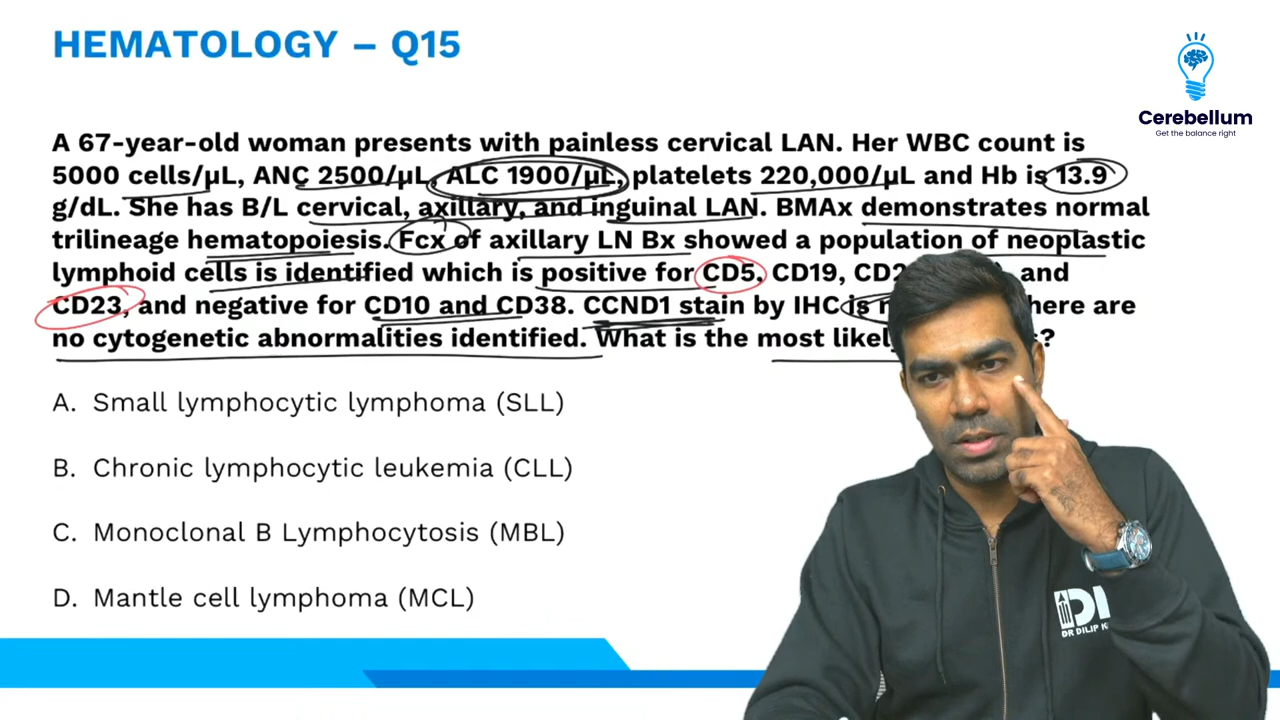 HEMATOLOGY – Q15
Cerebellum
Get the balance right
A 67-year-old woman presents with painless cervical LAN. Her WBC count is
5000 cells/μL, ANC 2500/μL, ALC 1900/μL, platelets 220,000/μL and Hb is 13.9
g/dL. She has B/L cervical, axillary, and inguinal LAN. BMAx demonstrates normal
trilineage hematopoiesis. Fcx of axillary LN Bx showed a population of neoplastic
lymphoid cells is identified which is positive for CD5, CD19, and
CD23, and negative for CD10 and CD38. CCND1 stain by IHC is here are
no cytogenetic abnormalities identified. What is the most likel ?
A. Small lymphocytic lymphoma (SLL)
B. Chronic lymphocytic leukemia (CLL)
C. Monoclonal B Lymphocytosis (MBL)
D. Mantle cell lymphoma (MCL)
DR DILIP K